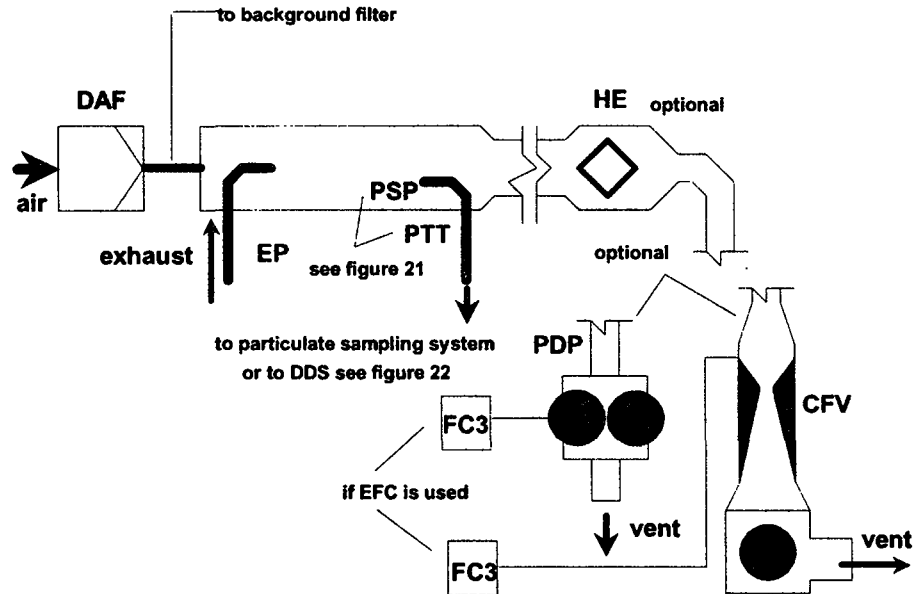 to background filter
DAF
HE optional
air
PSP
PTT
exhaust
EP
see figure 21
optional
to particulate sampling system
or to DDS see figure 22
PDP
CFV
FC3
if EFC is used
vent
vent
FC3